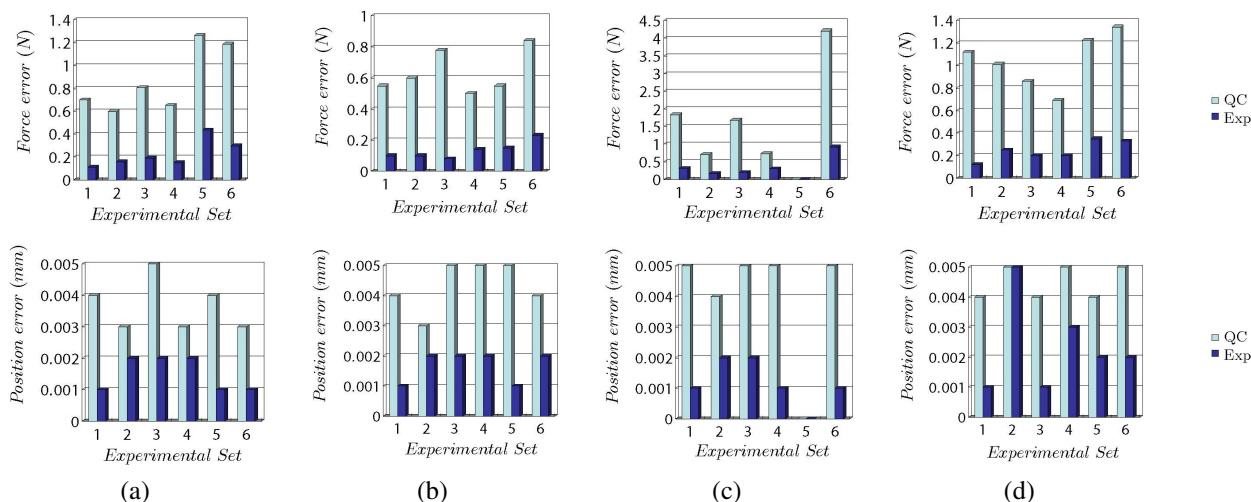 Force error (N)
1.4
1.2
1
0.8
0.6
0.4
0.2
0
1 2 3 4 5 6
Experimental Set
Force error (N)
1
0.8
0.6
0.4
0.2
0
1 2 3 4 5 6
Experimental Set
Force error (N)
4.5
4
3.5
3
2.5
2
1.5
1
0.5
0
1 2 3 4 5 6
Experimental Set
Force error (N)
1.4
1.2
1
0.8
0.6
0.4
0.2
0
1 2 3 4 5 6
Experimental Set
QC
Exp
Position error (mm)
0.005
0.004
0.003
0.002
0.001
0
1 2 3 4 5 6
Experimental Set
(a)
Position error (mm)
0.005
0.004
0.003
0.002
0.001
0
1 2 3 4 5 6
Experimental Set
(b)
Position error (mm)
0.005
0.004
0.003
0.002
0.001
0
1 2 3 4 5 6
Experimental Set
(c)
Position error (mm)
0.005
0.004
0.003
0.002
0.001
0
1 2 3 4 5 6
Experimental Set
(d)
QC
Exp